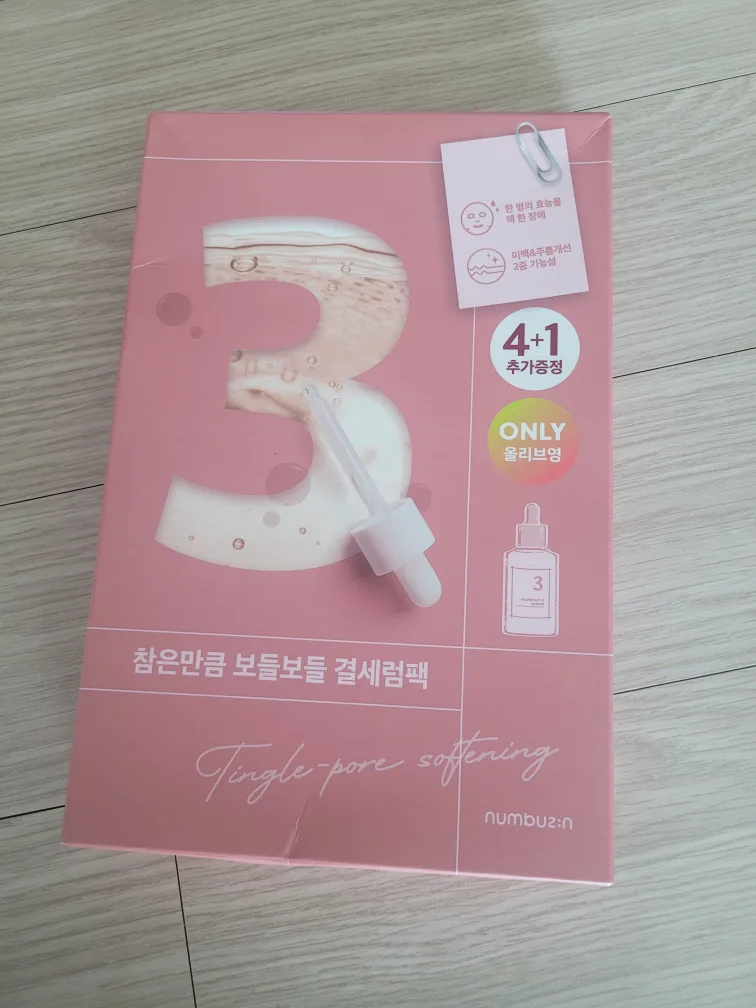 3
한 병의 효능을
팩 한 장에
미백&주름개선
2중 기능성
4+1
추가증정
ONLY
올리브영
3
참은만큼 보들보들 결세럼팩
Tingle-pore softening
numbuz:n